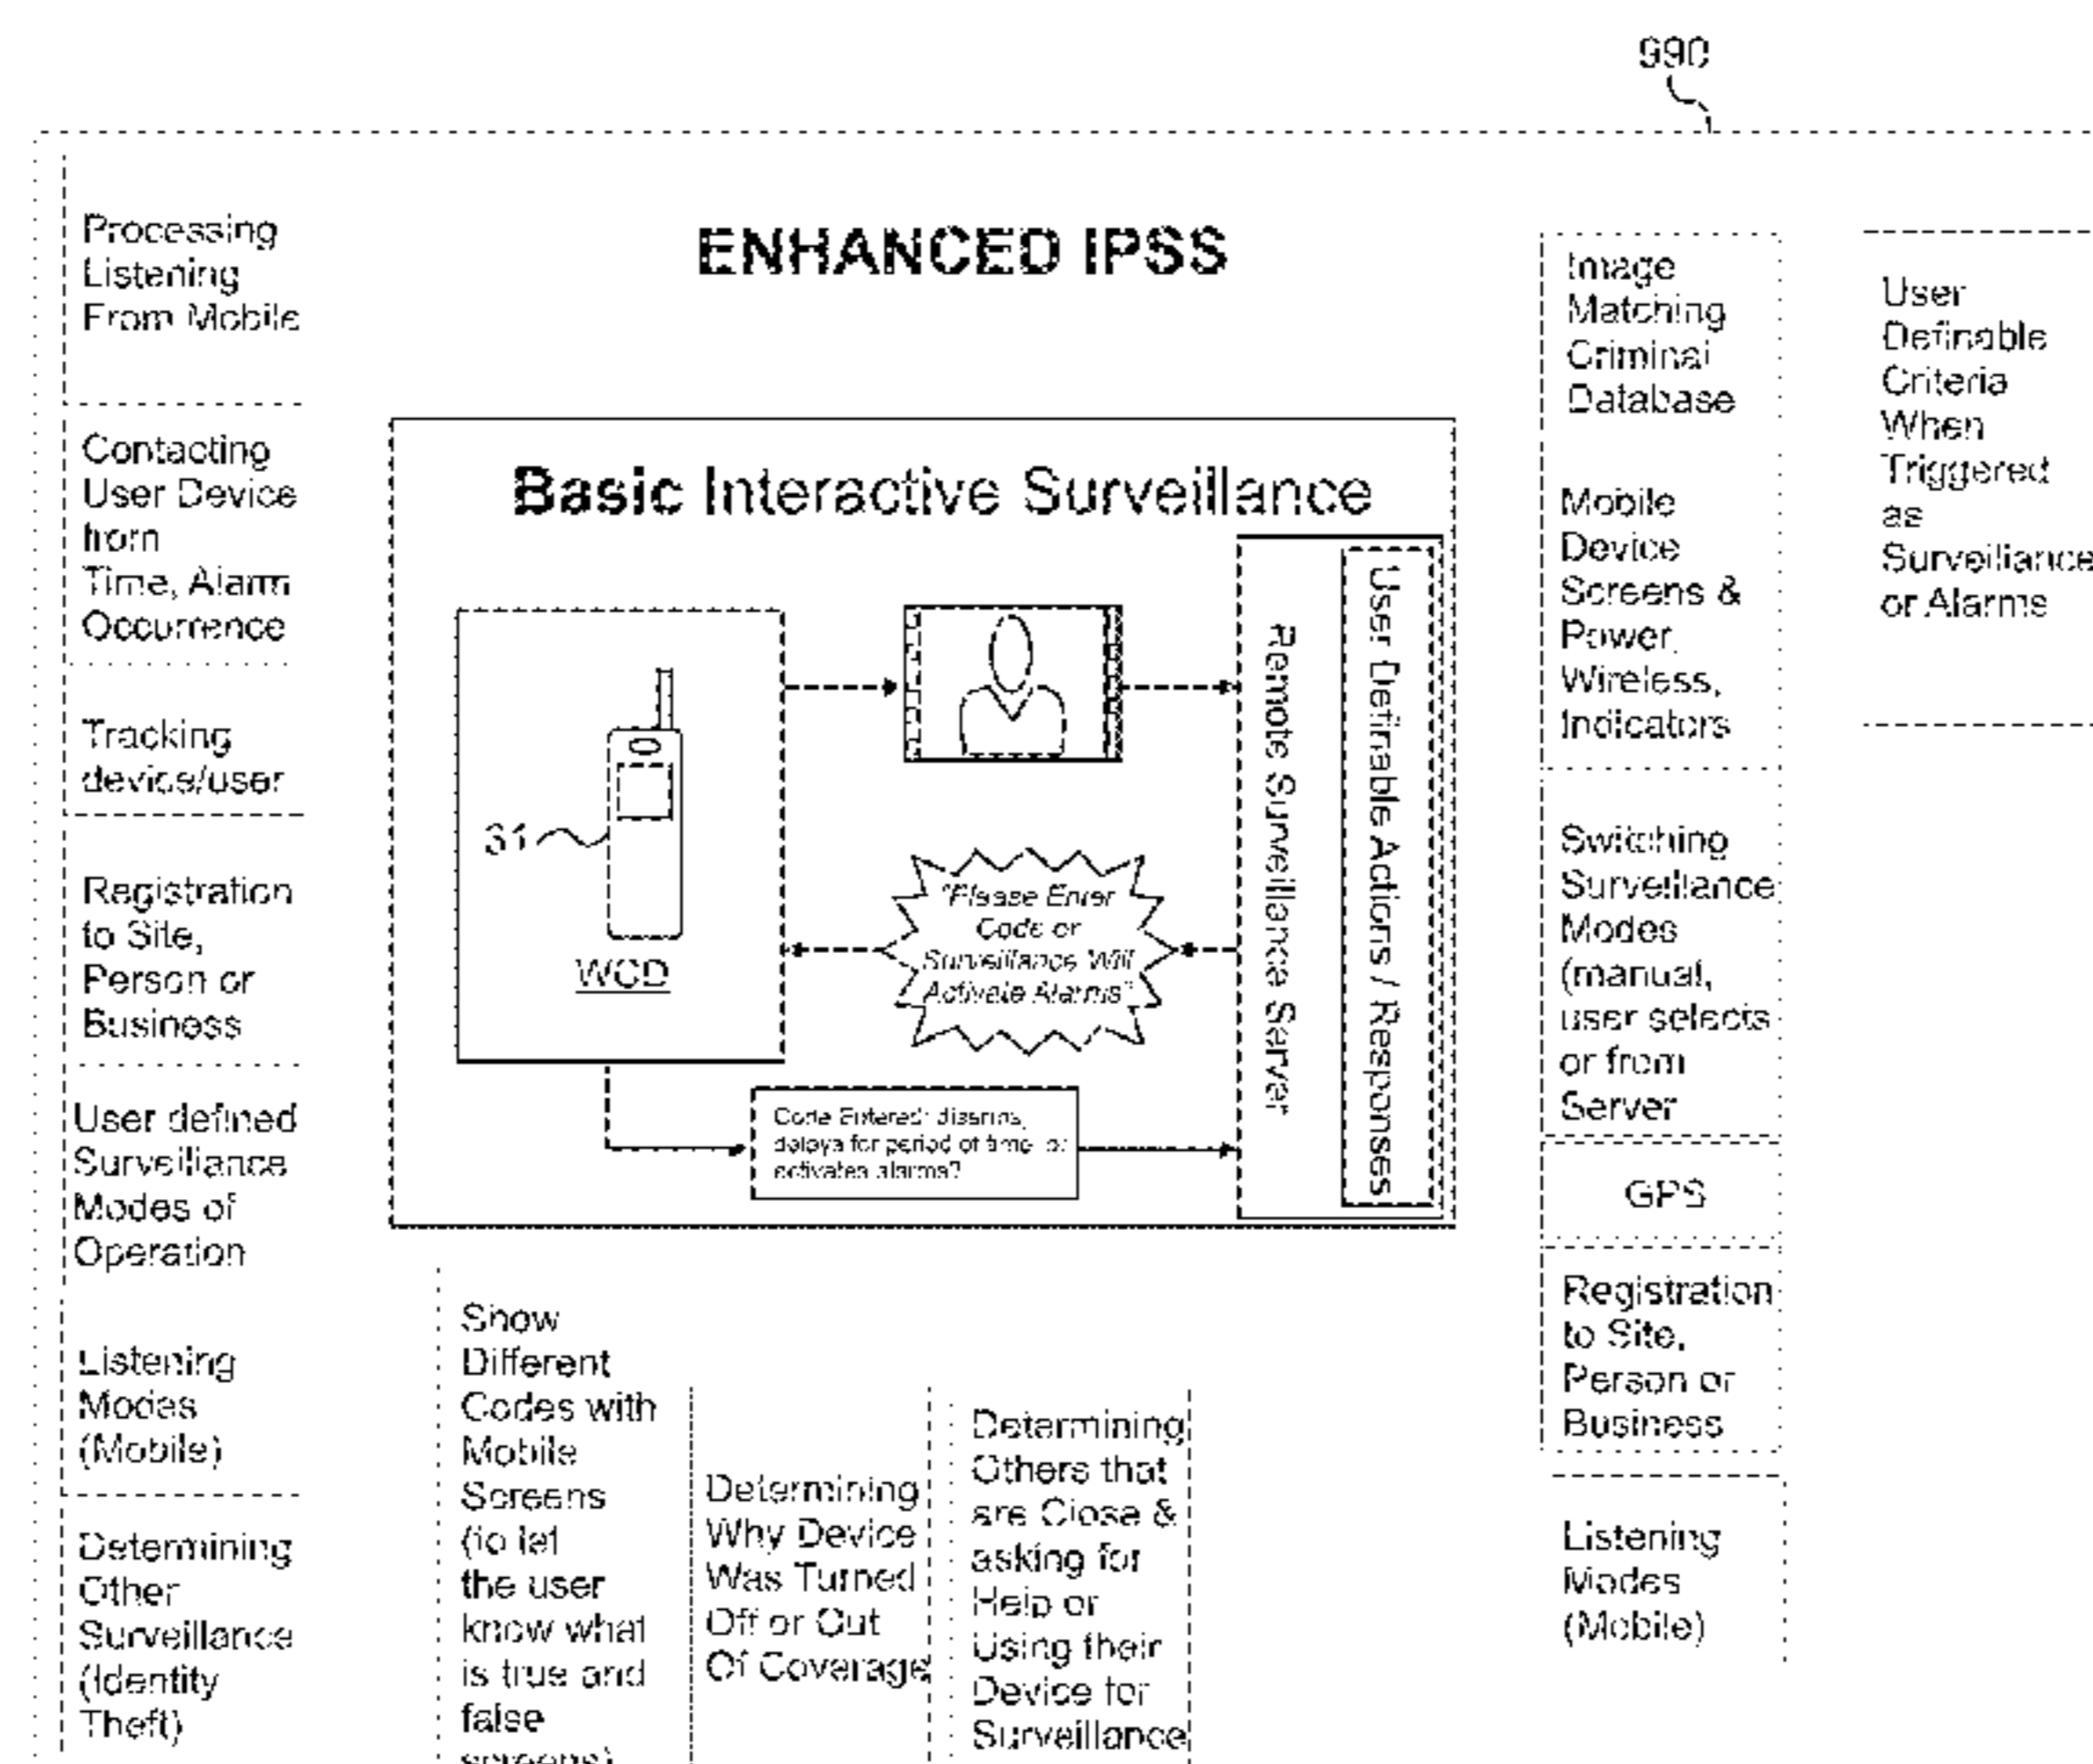 990
ENHANCED IPSS
Processing
Listening
From Mobile
Contacting
User Device
from
Time, Alarm
Occurrence
Tracking
device/user
Registration
to Site,
Person or
Business
User defined
Surveillance
Modes of
Operation
Listening
Modes
(Mobile)
Determining
Other
Surveillance
(Identity
Theft)
Basic Interactive Surveillance
31
WCD
"Please Enter
Code or
Surveillance Will
Activate Alarms"
Code Entered: disarms,
delays for period of time, or
activates alarms?
Remote Surveillance Server
User Definable Actions / Responses
Show
Different
Codes with
Mobile
Screens
(to let
the user
know what
is true and
false
screens)
Determining
Why Device
Was Turned
Off or Out
Of Coverage
Determining
Others that
are Close &
asking for
Help or
Using their
Device for
Surveillance
Image
Matching
Criminal
Database
Mobile
Device
Screens &
Power,
Wireless,
Indicators
Switching
Surveillance
Modes
(manual,
user selects
or from
Server
GPS
Registration
to Site,
Person or
Business
Listening
Modes
(Mobile)
User
Definable
Criteria
When
Triggered
as
Surveillance
or Alarms